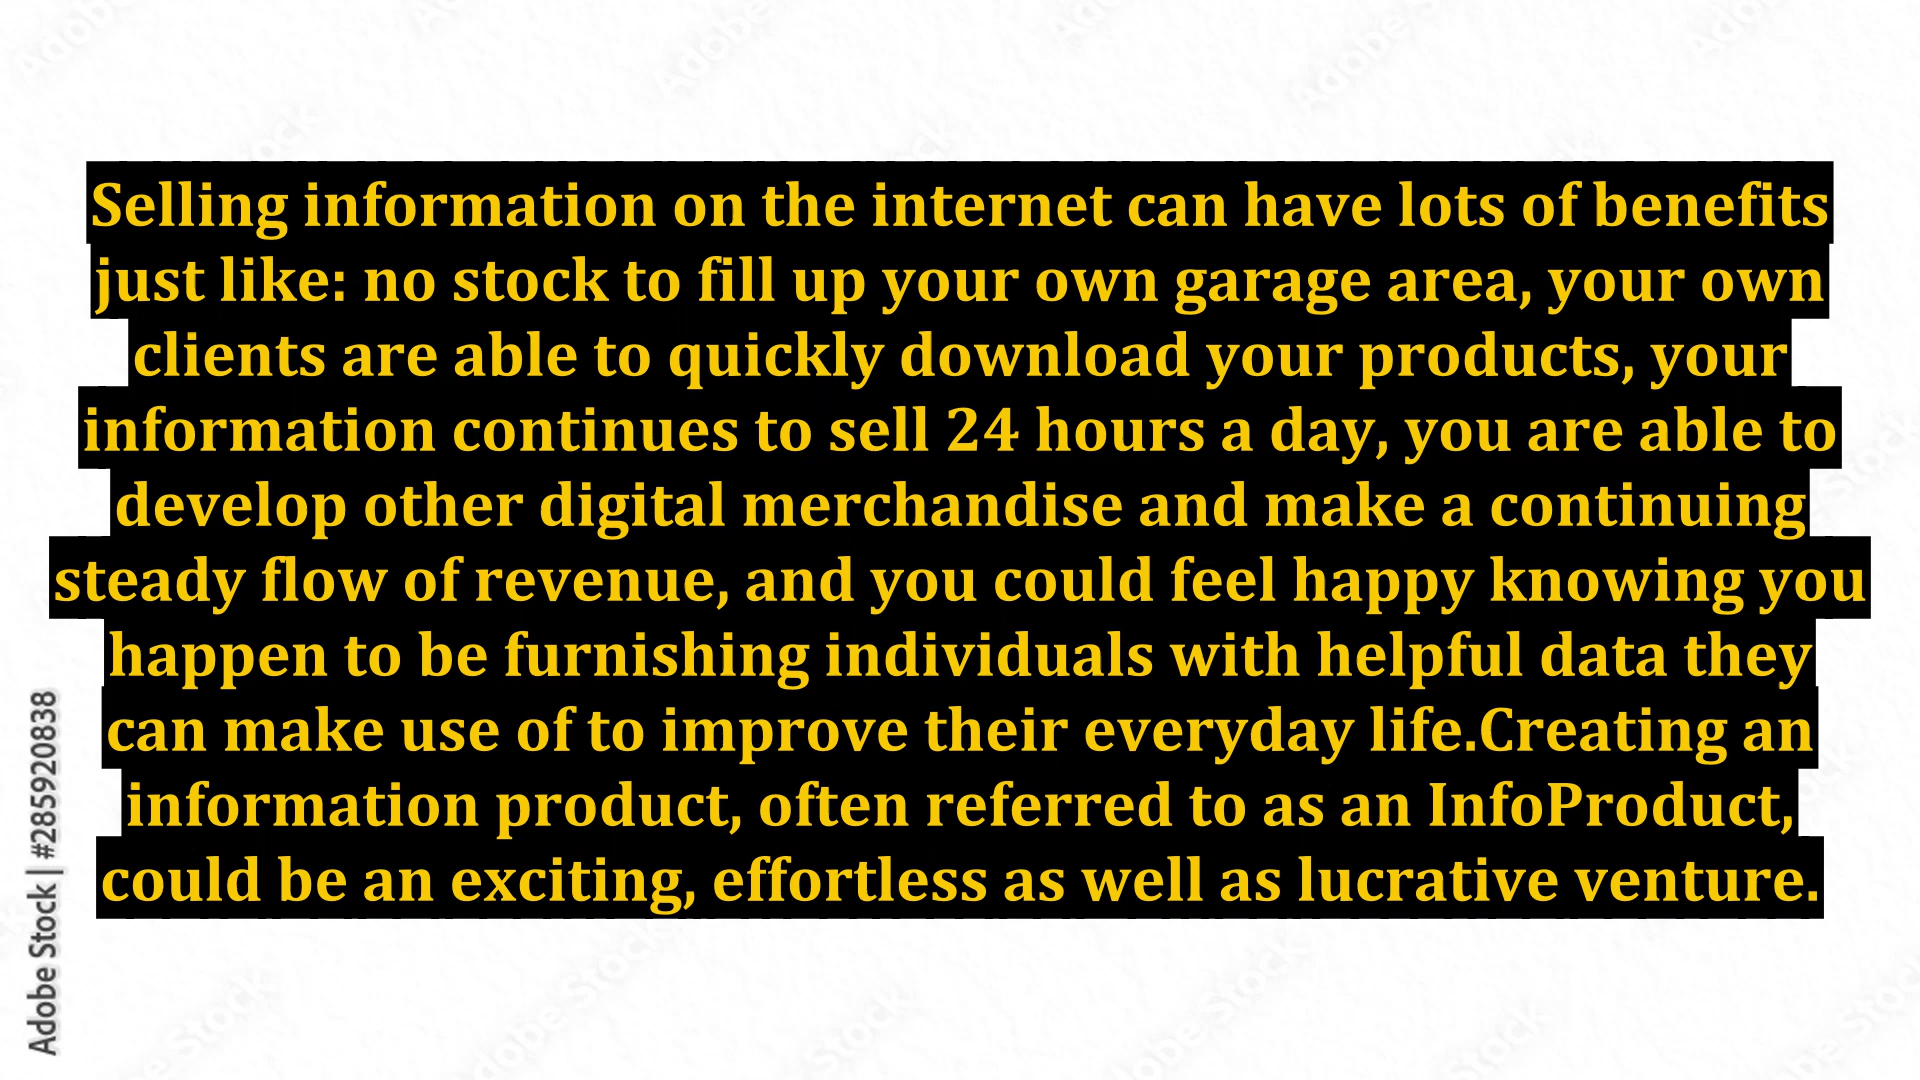 Selling information on the internet can have lots of benefits
just like: no stock to fill up your own garage area, your own
clients are able to quickly download your products, your
information continues to sell 24 hours a day, you are able to
develop other digital merchandise and make a continuing
steady flow of revenue, and you could feel happy knowing you
happen to be furnishing individuals with helpful data they
can make use of to improve their everyday life.Creating an
information product, often referred to as an InfoProduct,
could be an exciting, effortless as well as lucrative venture.
Adobe Stock | #285920838